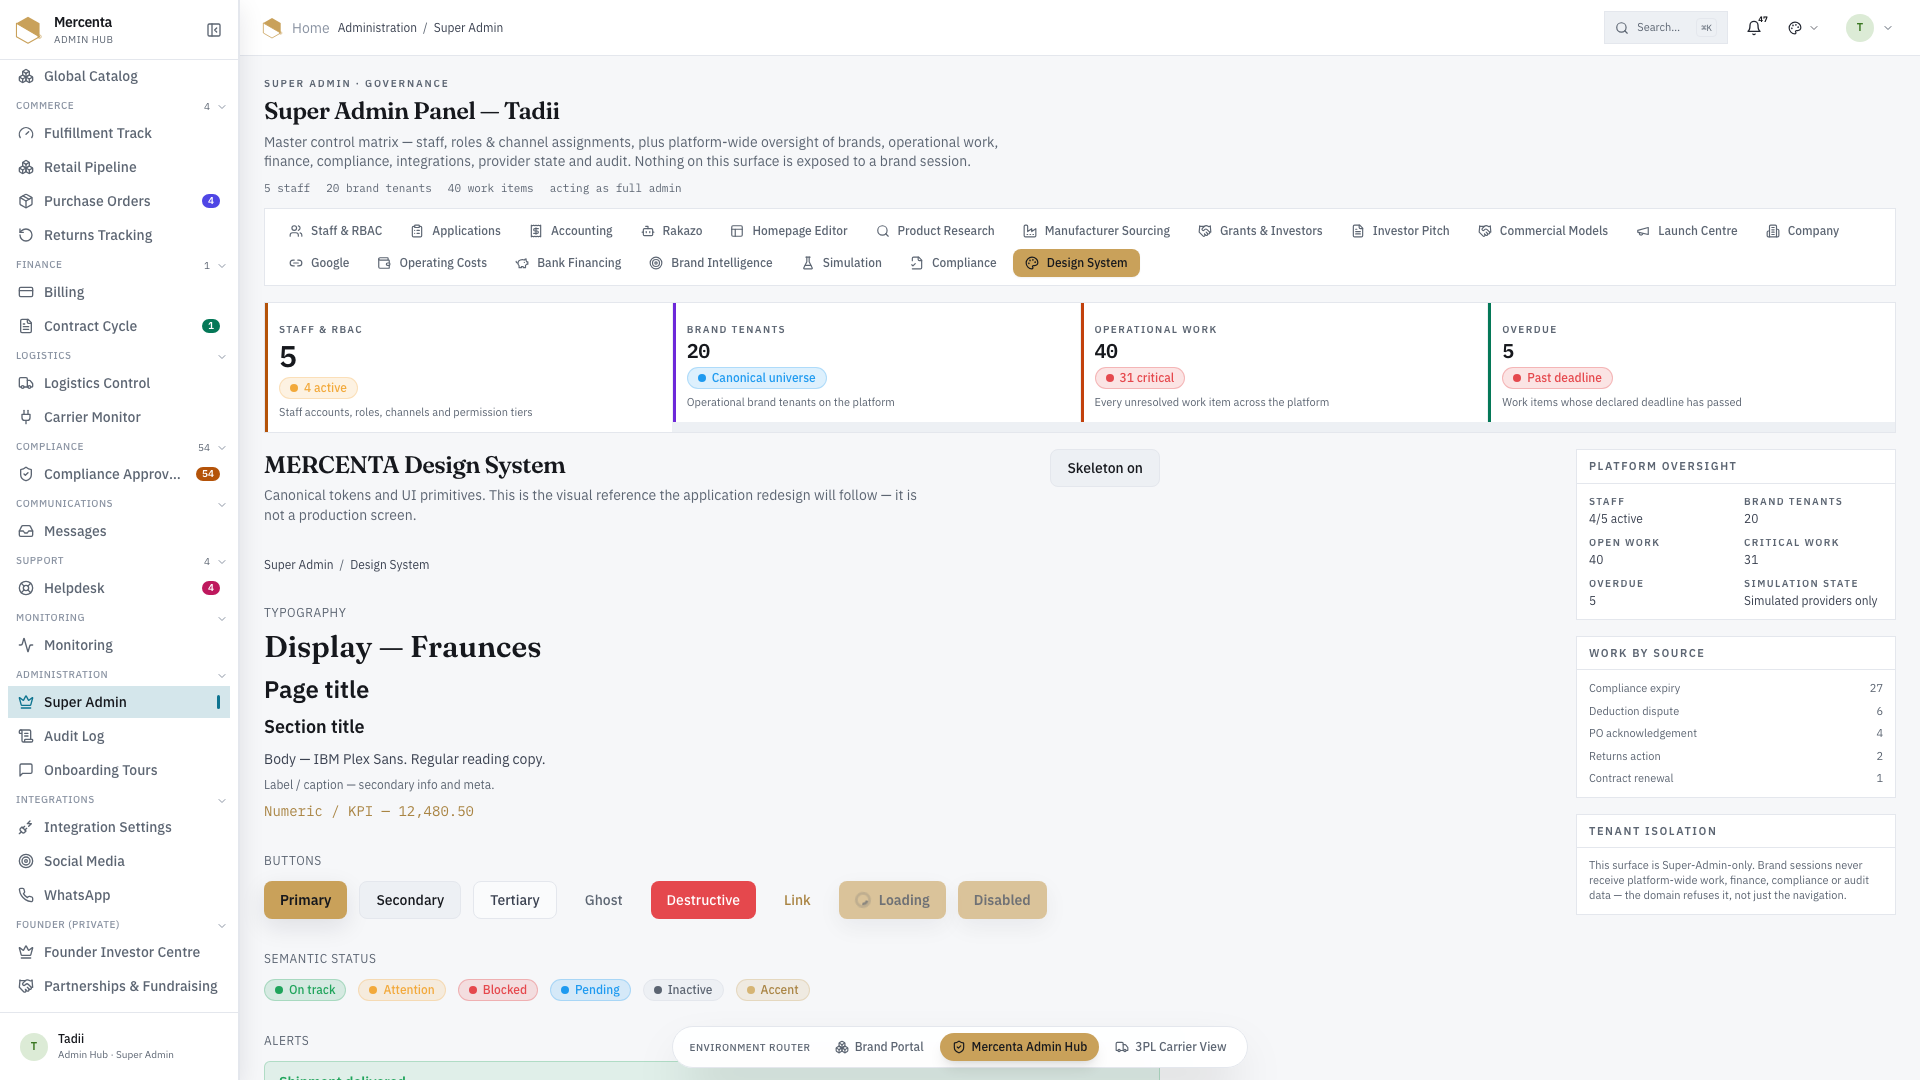 Mercenta
ADMIN HUB
Global Catalog
COMMERCE 4
Fulfillment Track
Retail Pipeline
Purchase Orders 4
Returns Tracking
FINANCE 1
Billing
Contract Cycle 1
LOGISTICS
Logistics Control
Carrier Monitor
COMPLIANCE 54
Compliance Approv... 54
COMMUNICATIONS
Messages
SUPPORT 4
Helpdesk 4
MONITORING
Monitoring
ADMINISTRATION
Super Admin
Audit Log
Onboarding Tours
INTEGRATIONS
Integration Settings
Social Media
WhatsApp
FOUNDER (PRIVATE)
Founder Investor Centre
Partnerships & Fundraising
T
Tadii
Admin Hub · Super Admin
Home Administration / Super Admin
Search... ⌘K
47
T
SUPER ADMIN · GOVERNANCE
Super Admin Panel — Tadii
Master control matrix — staff, roles & channel assignments, plus platform-wide oversight of brands, operational work,
finance, compliance, integrations, provider state and audit. Nothing on this surface is exposed to a brand session.
5 staff 20 brand tenants 40 work items acting as full admin
Staff & RBAC Applications Accounting Rakazo Homepage Editor Product Research Manufacturer Sourcing Grants & Investors Investor Pitch Commercial Models Launch Centre Company
Google Operating Costs Bank Financing Brand Intelligence Simulation Compliance Design System
STAFF & RBAC
5
4 active
Staff accounts, roles, channels and permission tiers
BRAND TENANTS
20
Canonical universe
Operational brand tenants on the platform
OPERATIONAL WORK
40
31 critical
Every unresolved work item across the platform
OVERDUE
5
Past deadline
Work items whose declared deadline has passed
MERCENTA Design System
Skeleton on
Canonical tokens and UI primitives. This is the visual reference the application redesign will follow — it is
not a production screen.
Super Admin / Design System
TYPOGRAPHY
Display — Fraunces
Page title
Section title
Body — IBM Plex Sans. Regular reading copy.
Label / caption — secondary info and meta.
Numeric / KPI — 12,480.50
BUTTONS
Primary Secondary Tertiary Ghost Destructive Link Loading Disabled
SEMANTIC STATUS
On track Attention Blocked Pending Inactive Accent
ALERTS
Shipment delivered
PLATFORM OVERSIGHT
STAFF
4/5 active
BRAND TENANTS
20
OPEN WORK
40
CRITICAL WORK
31
OVERDUE
5
SIMULATION STATE
Simulated providers only
WORK BY SOURCE
Compliance expiry 27
Deduction dispute 6
PO acknowledgement 4
Returns action 2
Contract renewal 1
TENANT ISOLATION
This surface is Super-Admin-only. Brand sessions never
receive platform-wide work, finance, compliance or audit
data — the domain refuses it, not just the navigation.
ENVIRONMENT ROUTER Brand Portal Mercenta Admin Hub 3PL Carrier View